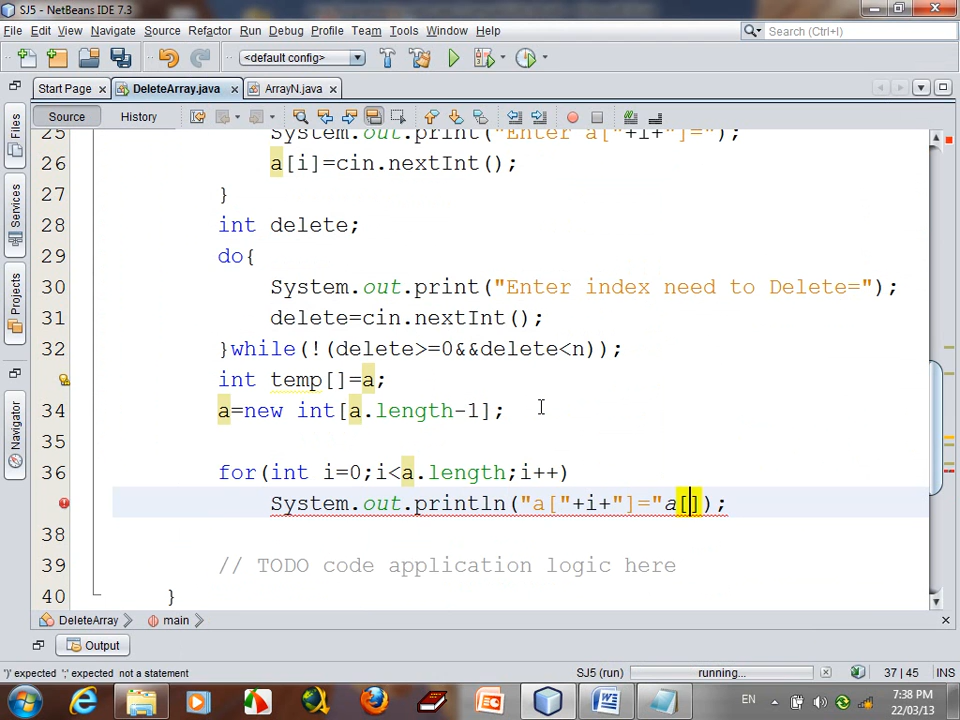 SJ5 - NetBeans IDE 7.3
File Edit View Navigate Source Refactor Run Debug Profile Team Tools Window Help
Search (Ctrl+I)
<default config>
Start Page DeleteArray.java ArrayN.java
Source History
Files
Services
Projects
Navigator
25 System.out.print("Enter a["+i+"]=");
26 a[i]=cin.nextInt();
27 }
28 int delete;
29 do{
30 System.out.print("Enter index need to Delete=");
31 delete=cin.nextInt();
32 }while(!(delete>=0&&delete<n));
int temp[]=a;
34 a=new int[a.length-1];
35
36 for(int i=0;i<a.length;i++)
System.out.println("a["+i+"]="a[]);
38
39 // TODO code application logic here
40 }
DeleteArray main
Output
')' expected ';' expected not a statement
SJ5 (run) running... 37 | 45 INS
EN 7:38 PM
22/03/13